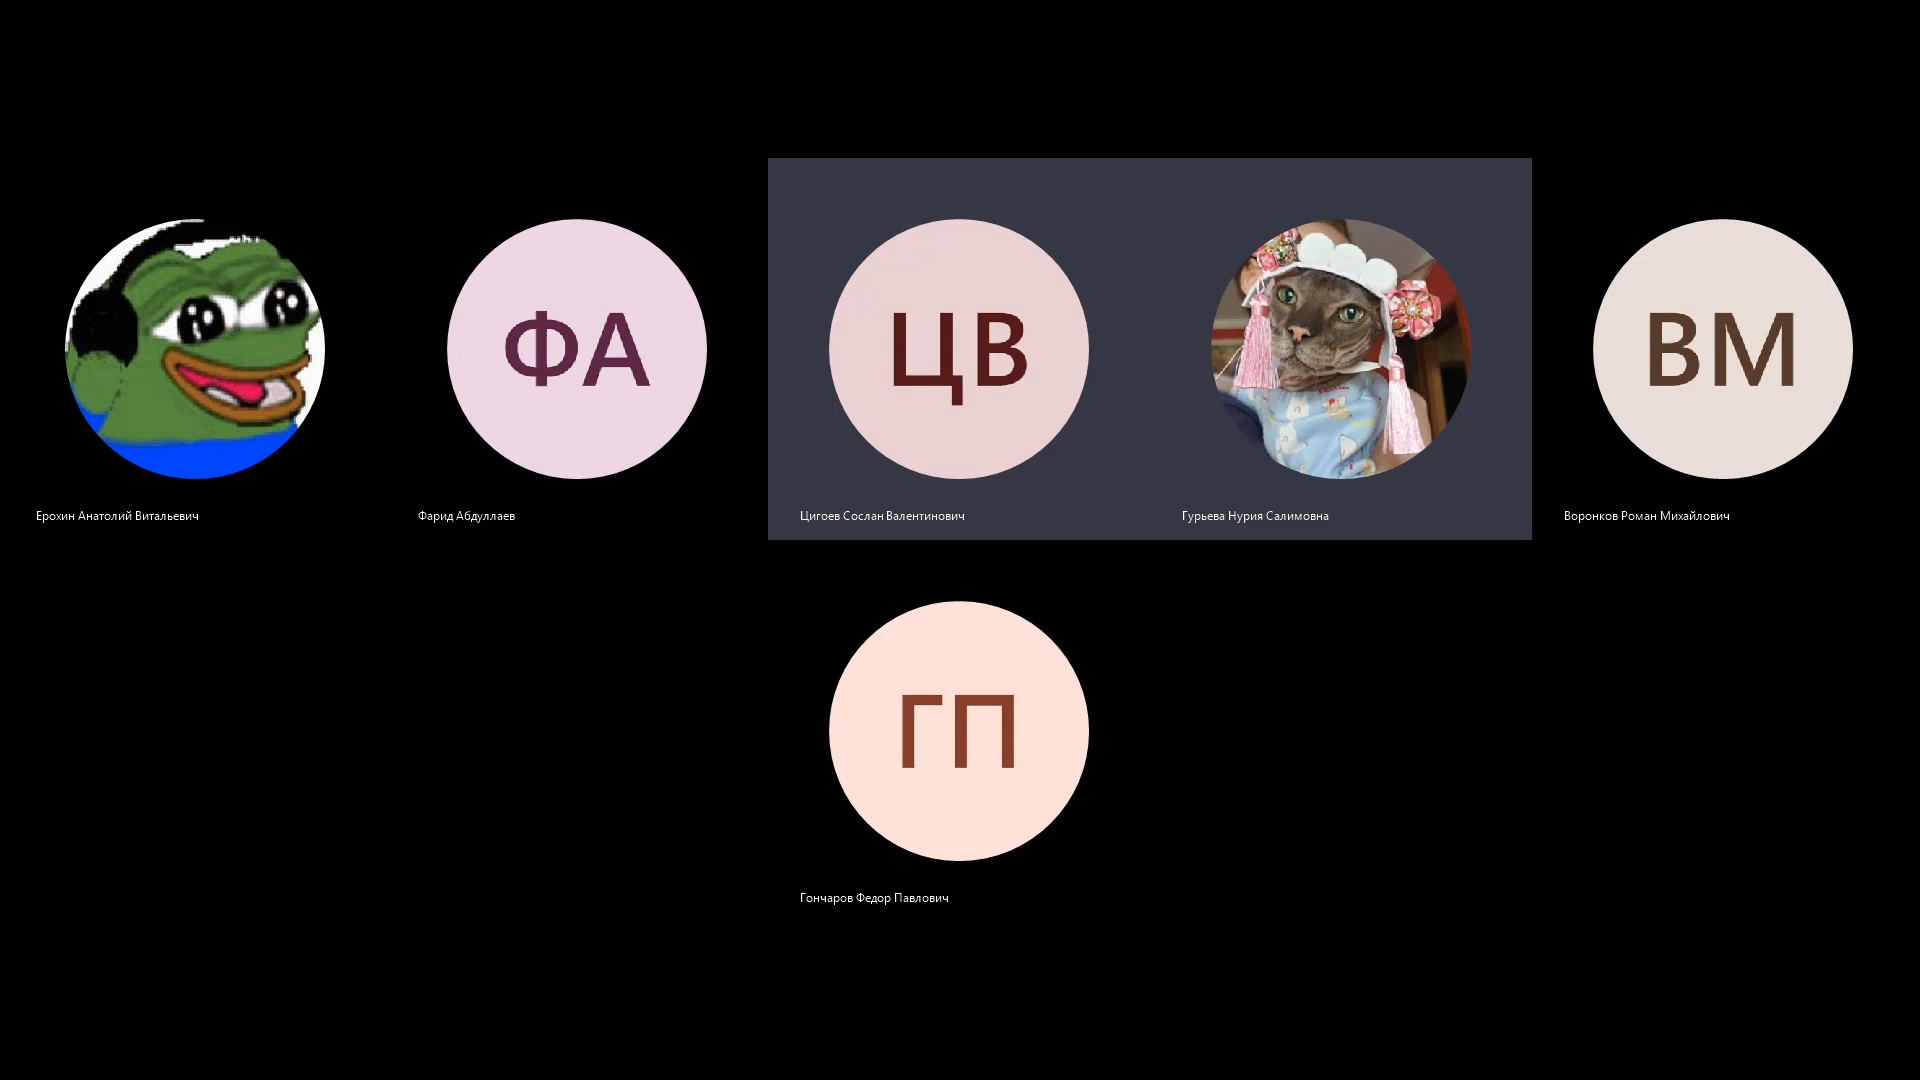 ФА
ЦВ
ВМ
Ерохин Анатолий Витальевич
Фарид Абдуллаев
Цигоев Сослан Валентинович
Гурьева Нурия Салимовна
Воронков Роман Михайлович
ГП
Гончаров Федор Павлович